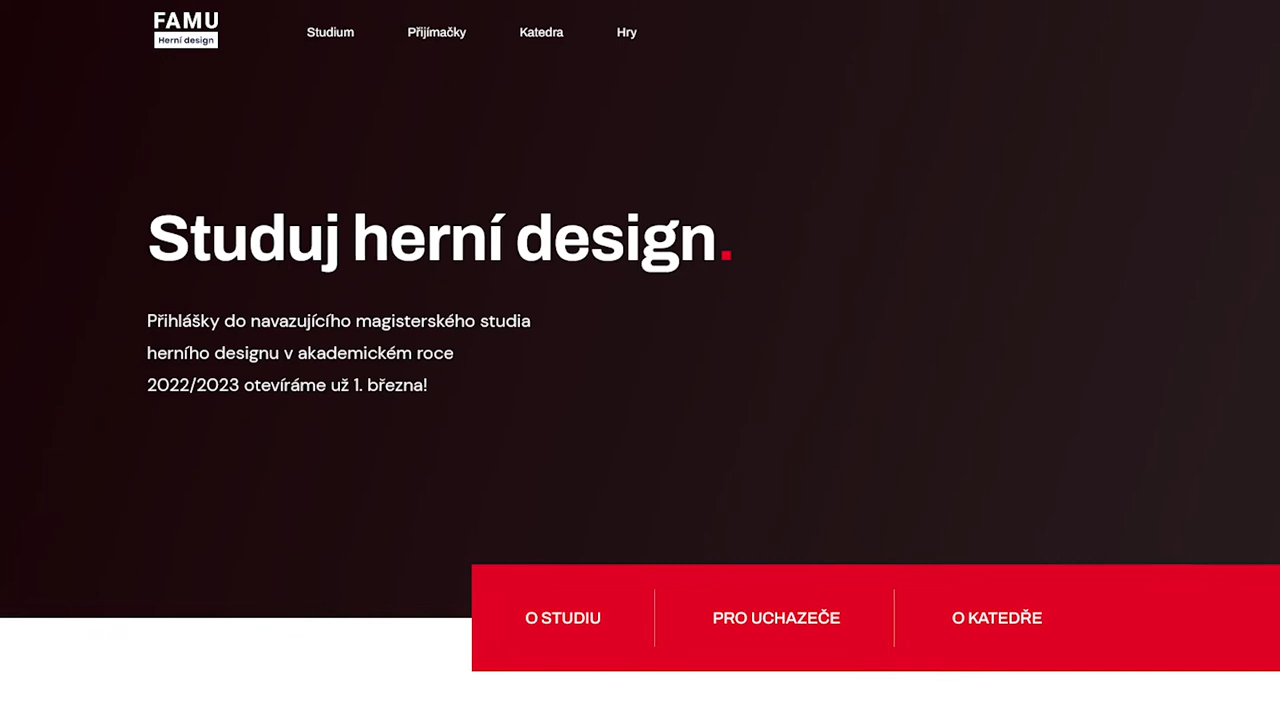 FAMU
Herní design
Studium
Přijímačky
Katedra
Hry
Studuj herní design.
Přihlášky do navazujícího magisterského studia
herního designu v akademickém roce
2022/2023 otevíráme už 1. března!
O STUDIU
PRO UCHAZEČE
O KATEDŘE